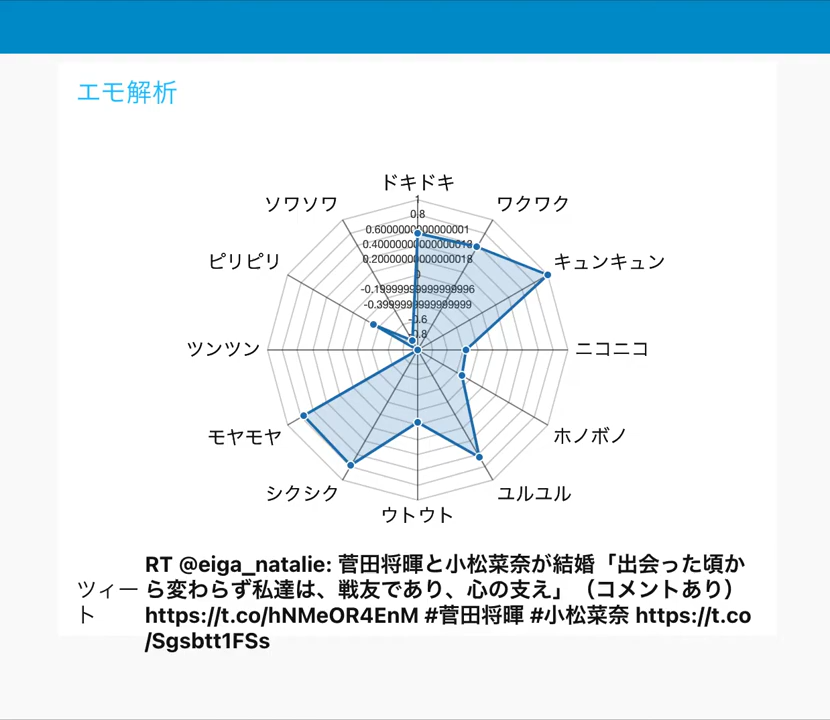 エモ解析
ドキドキ
ソワソワ
ワクワク
1
0.8
0.6000000000000001
0.40000000000000013
0.20000000000000018
0
-0.19999999999999996
-0.3999999999999999
-0.6
-0.8
ピリピリ
キュンキュン
ツンツン
ニコニコ
モヤモヤ
ホノボノ
シクシク
ユルユル
ウトウト
ツィート
RT @eiga_natalie: 菅田将暉と小松菜奈が結婚「出会った頃か
ら変わらず私達は、戦友であり、心の支え」（コメントあり）
https://t.co/hNMeOR4EnM #菅田将暉 #小松菜奈 https://t.co
/Sgsbtt1FSs